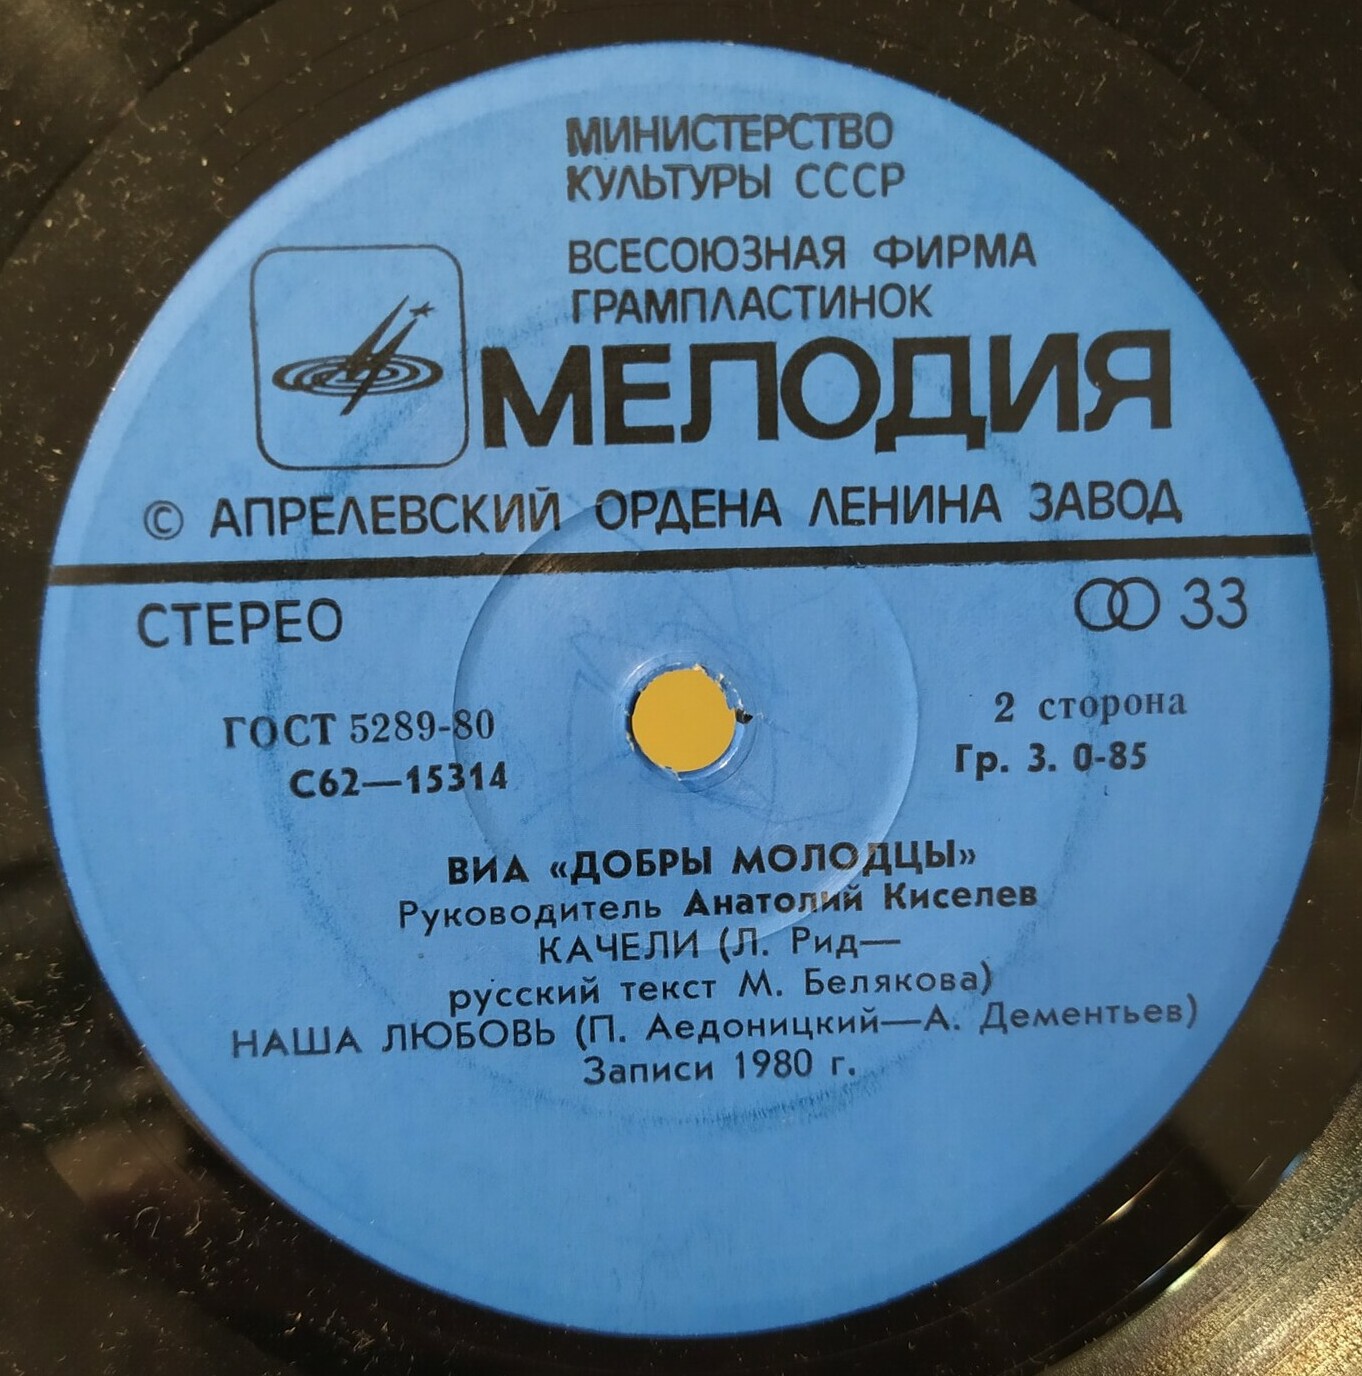 МИНИСТЕРСТВО
КУЛЬТУРЫ СССР
ВСЕСОЮЗНАЯ ФИРМА
ГРАМПЛАСТИНОК
МЕЛОДИЯ
© АПРЕЛЕВСКИЙ ОРДЕНА ЛЕНИНА ЗАВОД
СТЕРЕО
33
ГОСТ 5289-80
С62—15314
2 сторона
Гр. 3. 0-85
ВИА «ДОБРЫ МОЛОДЦЫ»
Руководитель Анатолий Киселев
КАЧЕЛИ (Л. Рид—
русский текст М. Белякова)
НАША ЛЮБОВЬ (П. Аедоницкий—А. Дементьев)
Записи 1980 г.